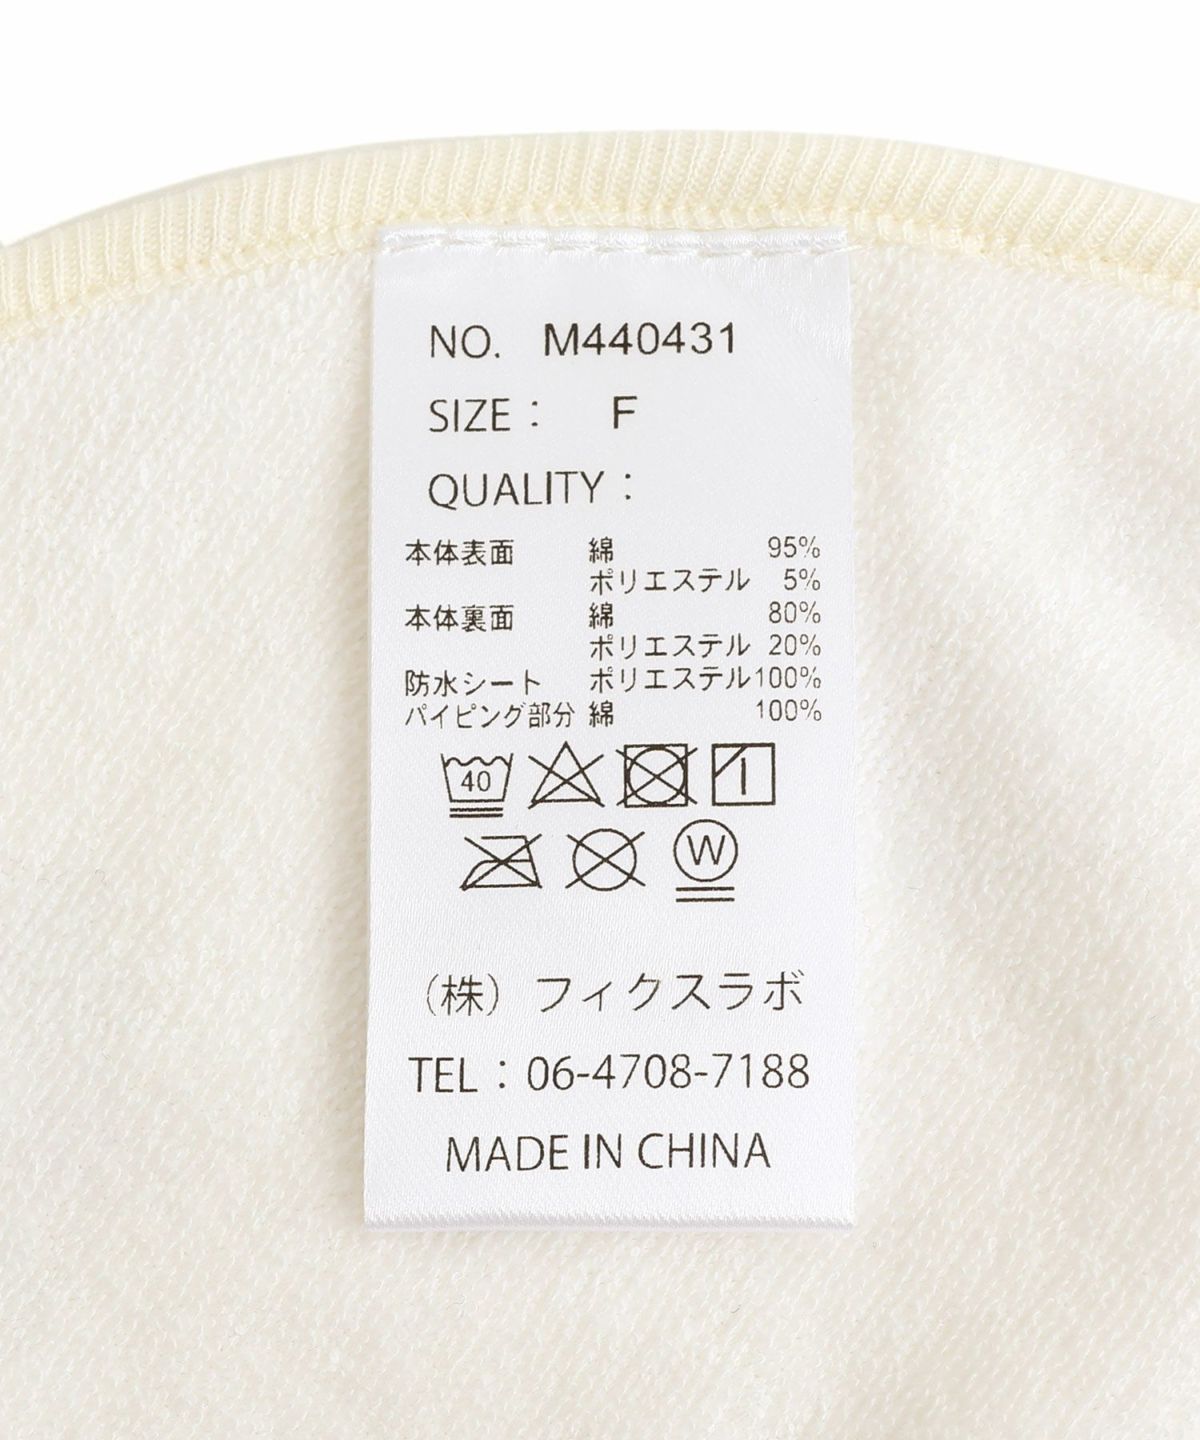 NO. M440431
SIZE : F
QUALITY :
本体表面 綿 95%
ポリエステル 5%
本体裏面 綿 80%
ポリエステル 20%
防水シート ポリエステル100%
パイピング部分 綿 100%
40
W
（株）フィクスラボ
TEL : 06-4708-7188
MADE IN CHINA